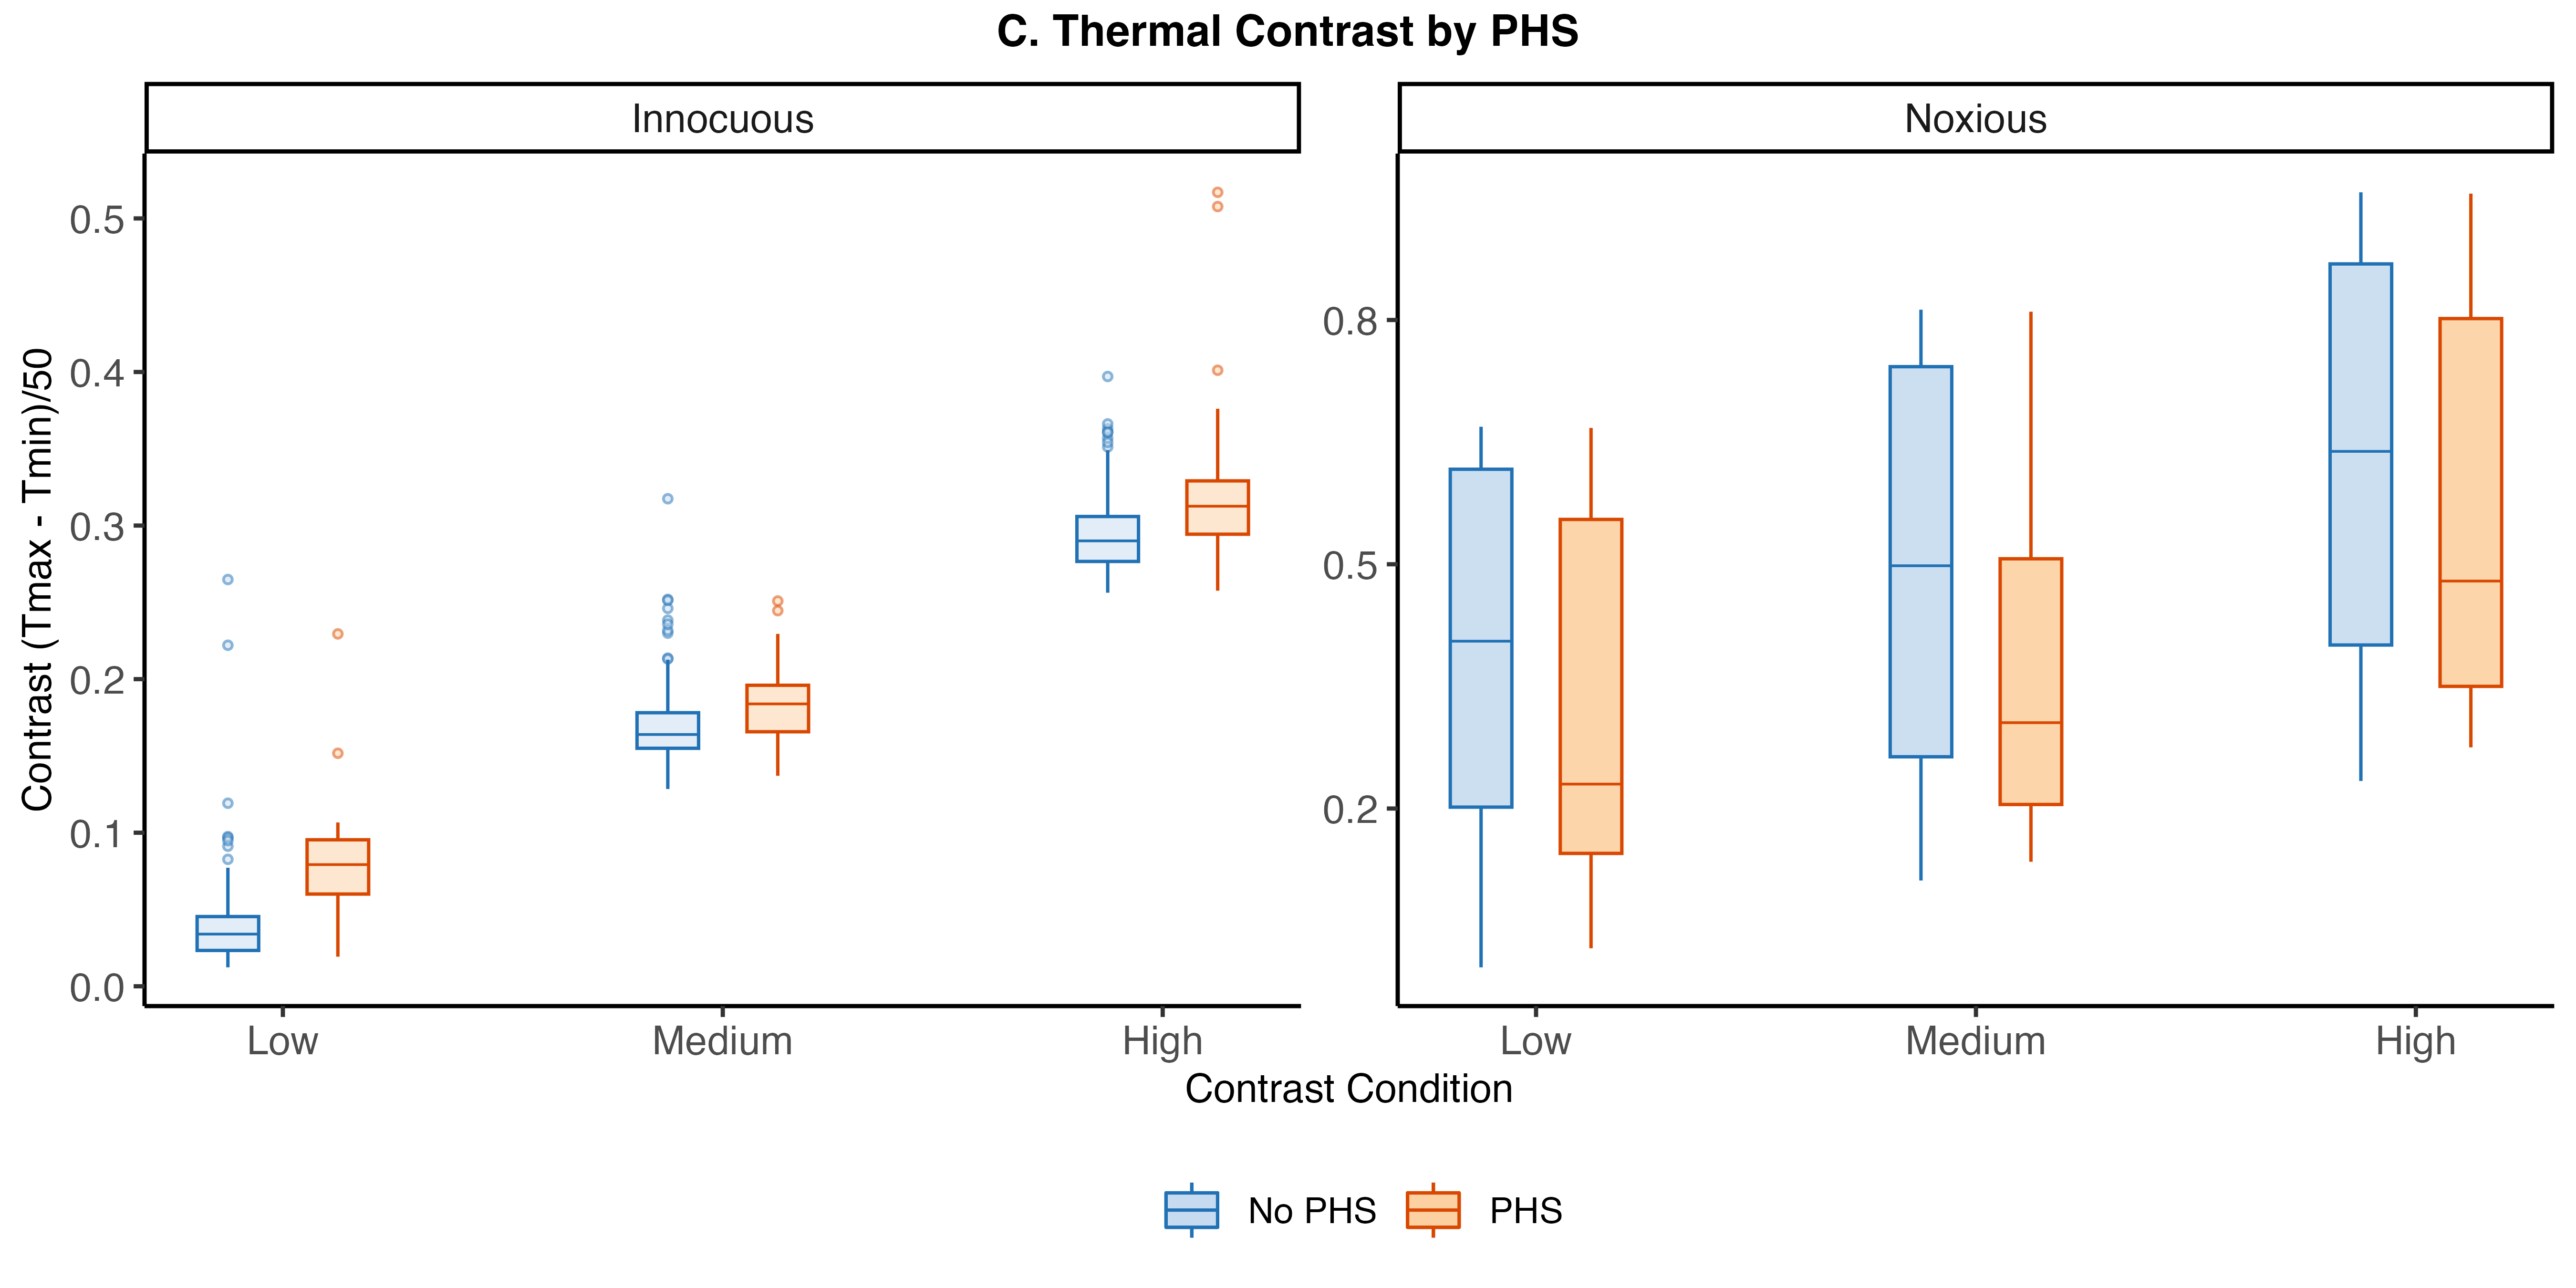 C. Thermal Contrast by PHS
Innocuous
Noxious
Contrast (Tmax - Tmin)/50
0.5
0.4
0.3
0.2
0.1
0.0
0.8
0.5
0.2
Low
Medium
High
Low
Medium
High
Contrast Condition
No PHS
PHS